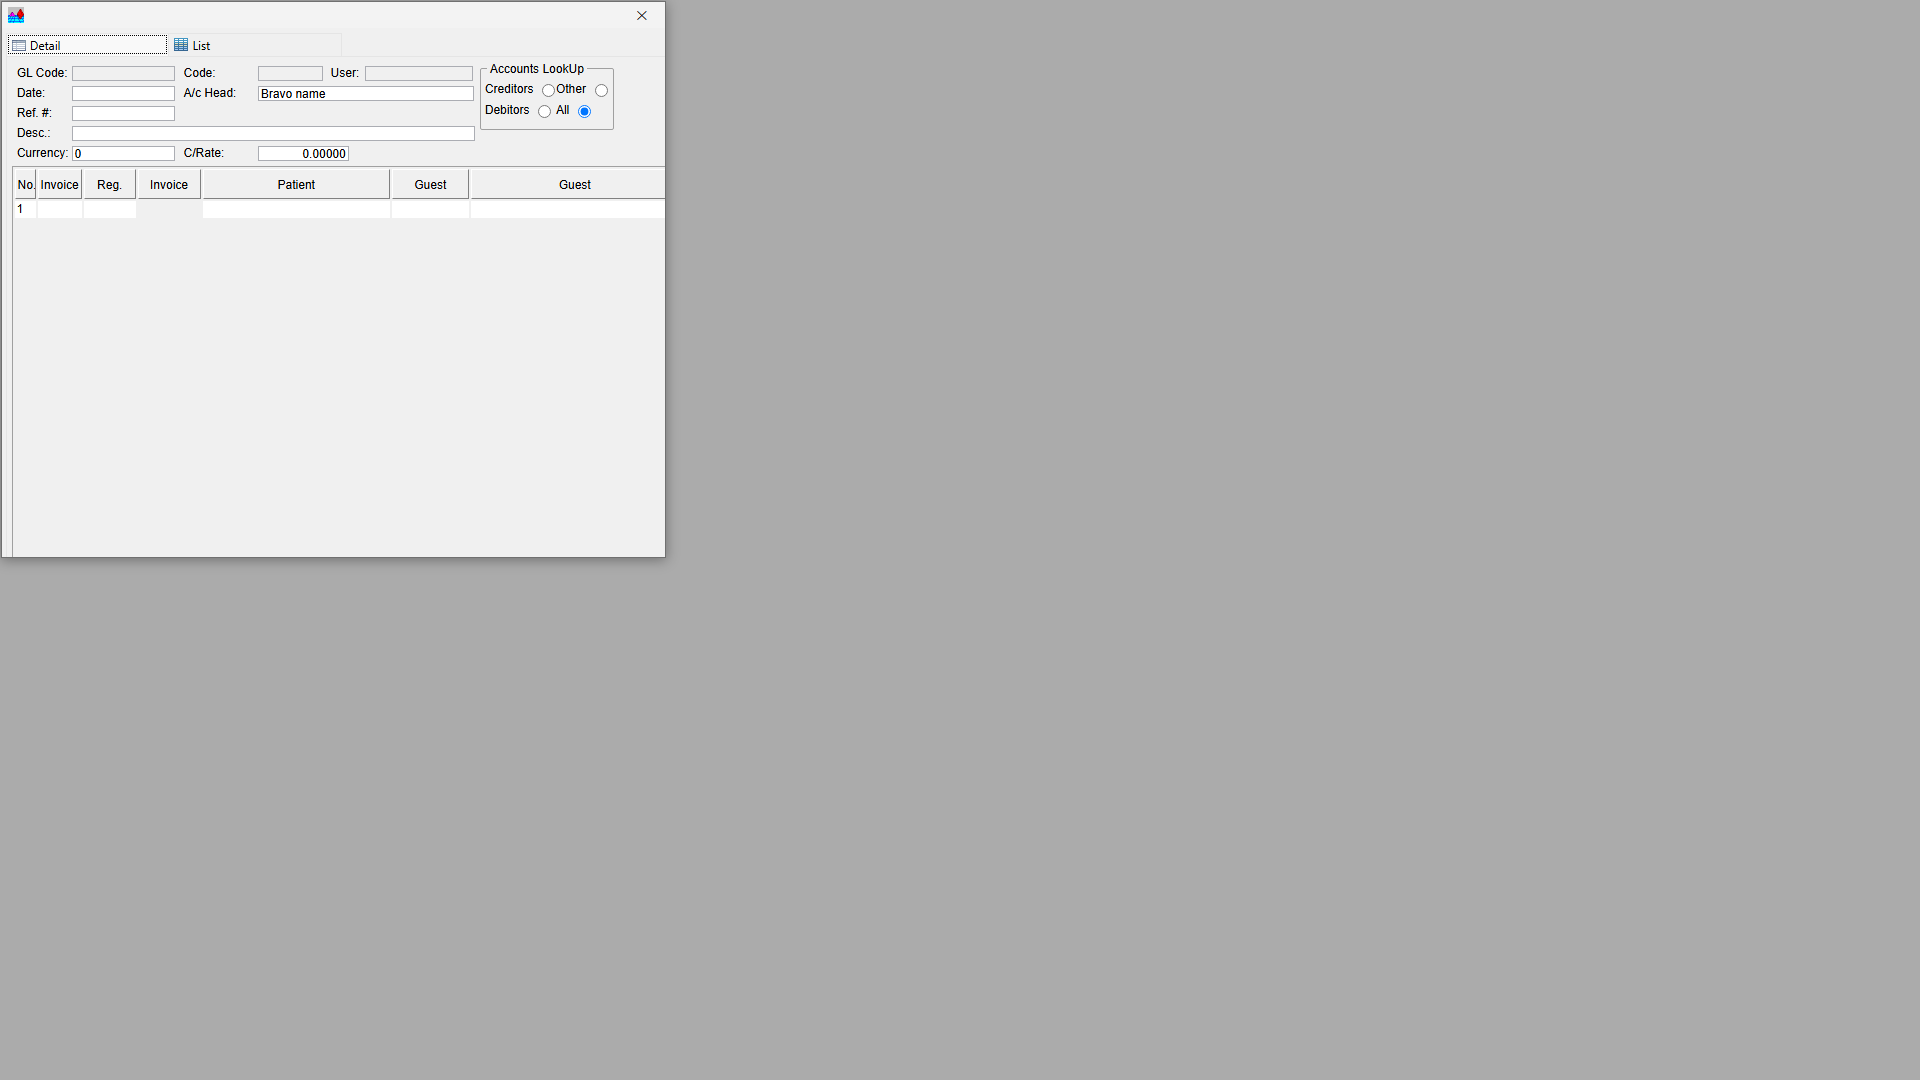 Detail List
GL Code: Code: User:
Accounts LookUp
Creditors Other
Date: A/c Head: Bravo name
Debitors All
Ref. #:
Desc.:
Currency: 0 C/Rate: 0.00000
No. Invoice Reg. Invoice Patient Guest Guest
1